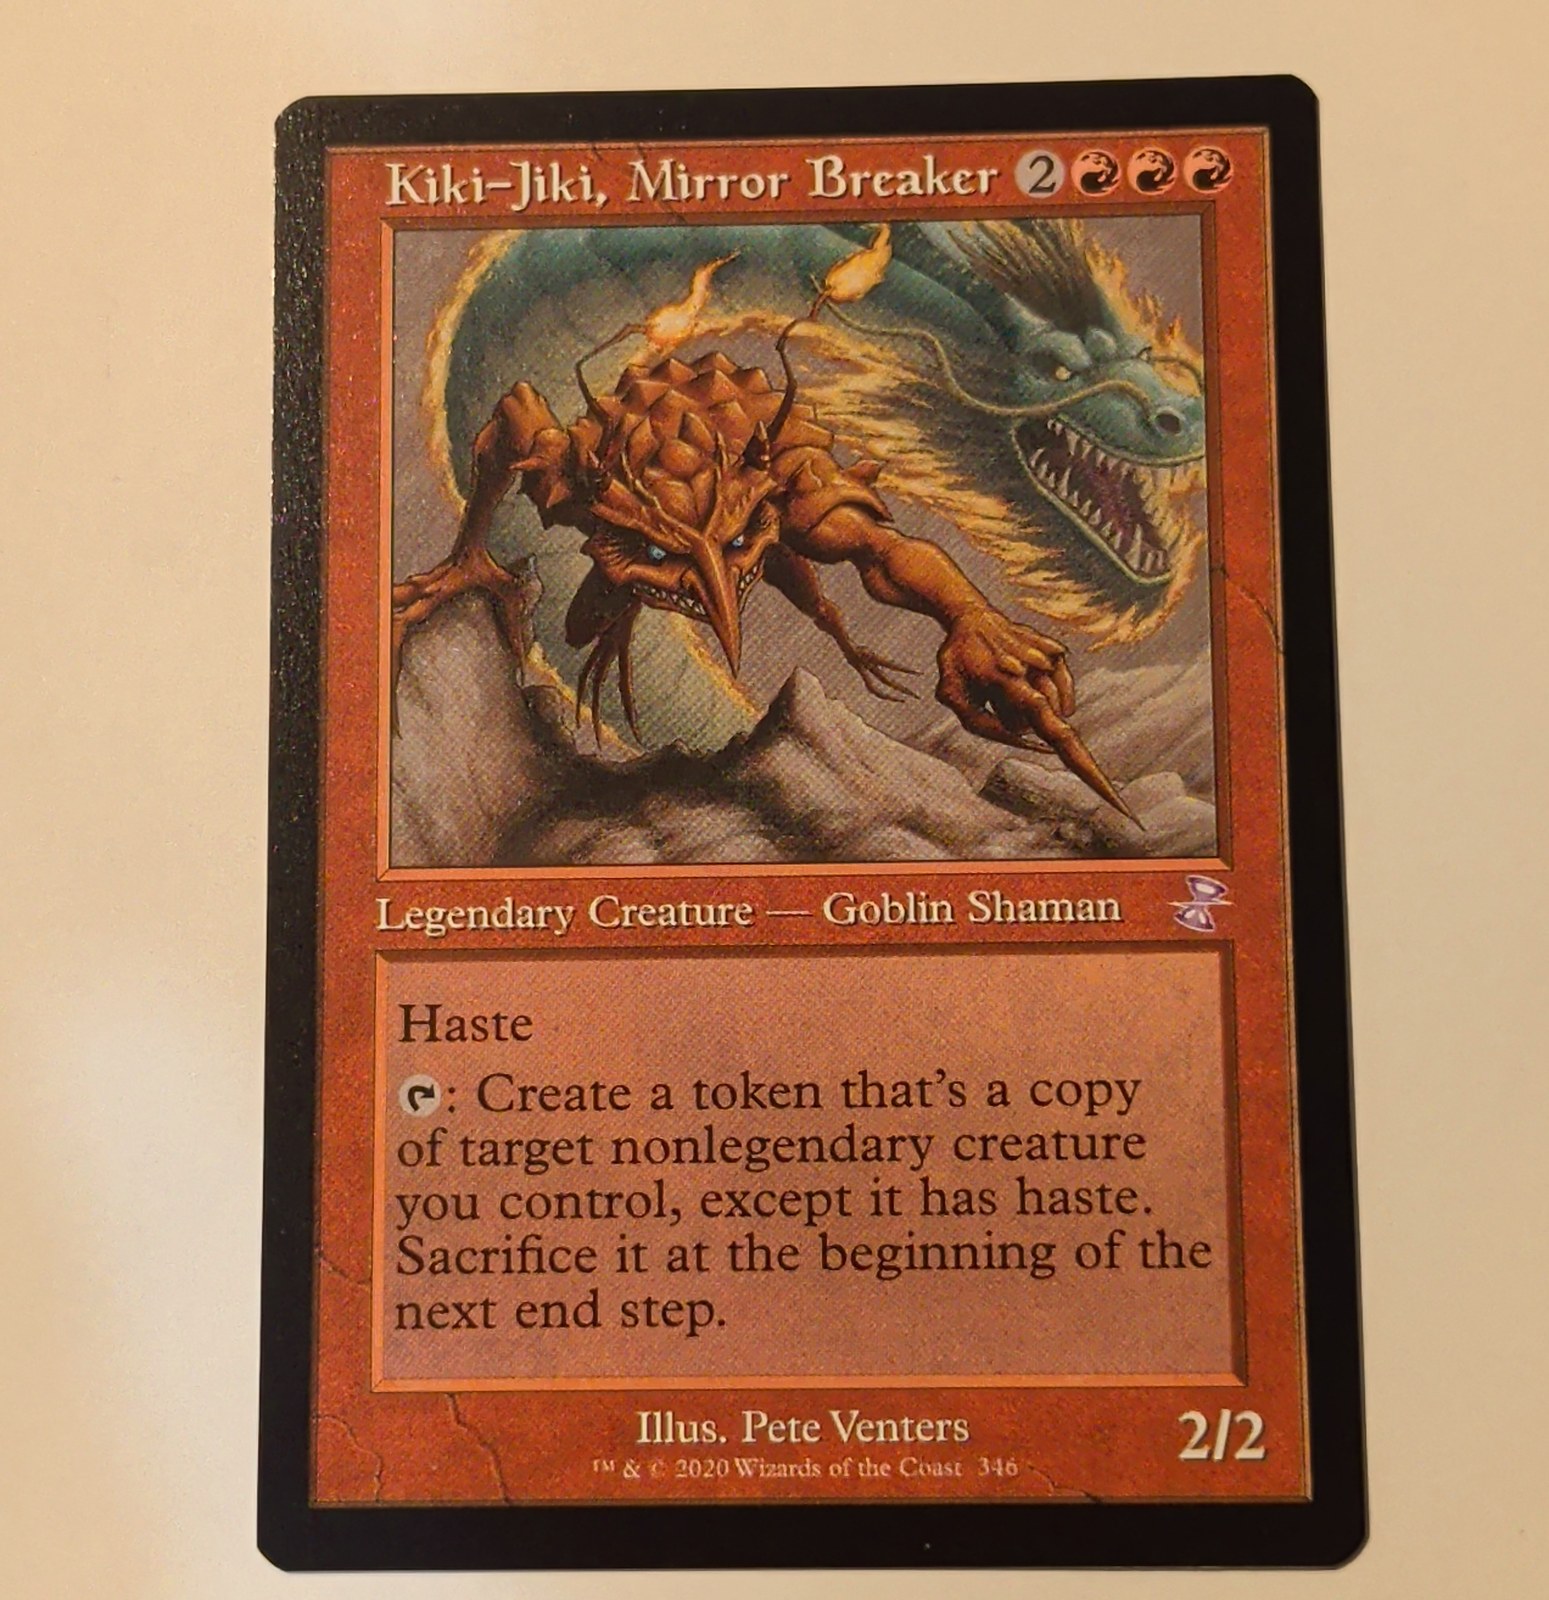 Kiki-Jiki, Mirror Breaker 2
Legendary Creature — Goblin Shaman
Haste
: Create a token that's a copy
of target nonlegendary creature
you control, except it has haste.
Sacrifice it at the beginning of the
next end step.
Illus. Pete Venters
2/2
™ & © 2020 Wizards of the Coast 346